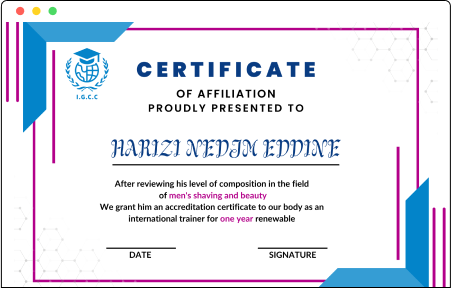 I.G.C.C
CERTIFICATE
OF AFFILIATION
PROUDLY PRESENTED TO
HARIZI NEDJM EDDINE
After reviewing his level of composition in the field
of men's shaving and beauty
We grant him an accreditation certificate to our body as an
international trainer for one year renewable
DATE
SIGNATURE